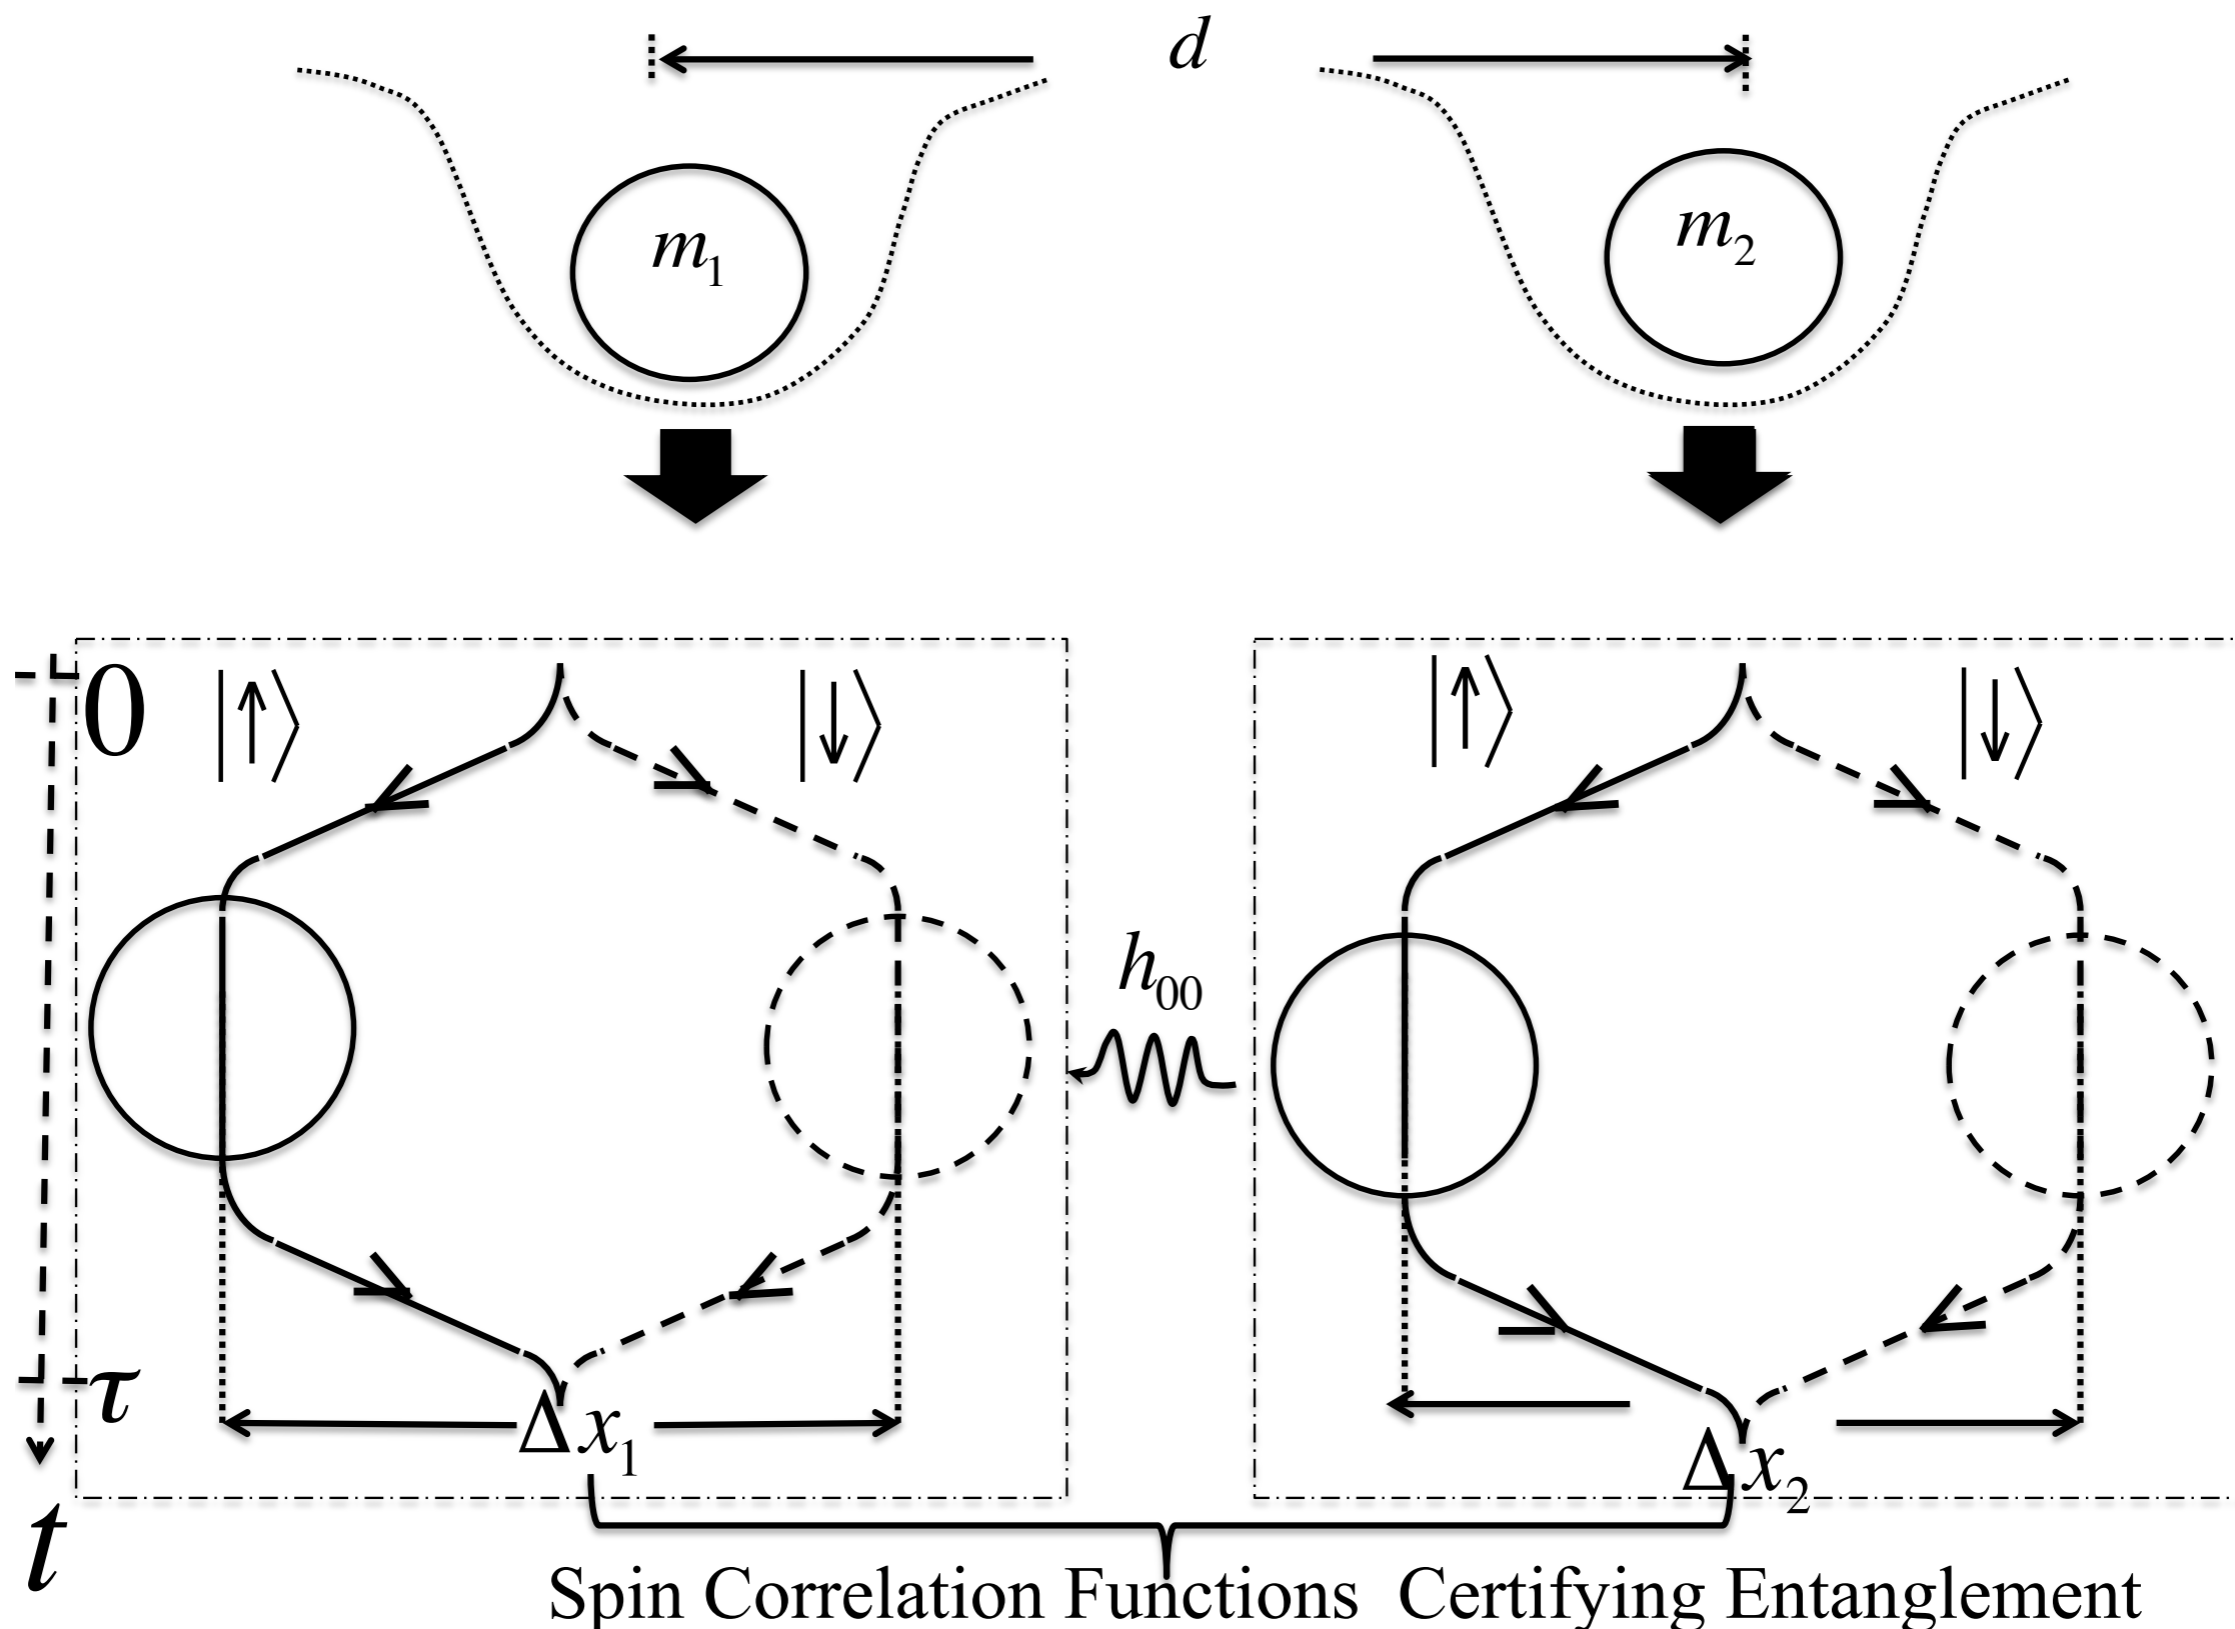 d
m₁
m₂
0
|↑⟩
|↓⟩
|↑⟩
|↓⟩
h₀₀
τ
Δx₁
Δx₂
t
Spin Correlation Functions Certifying Entanglement